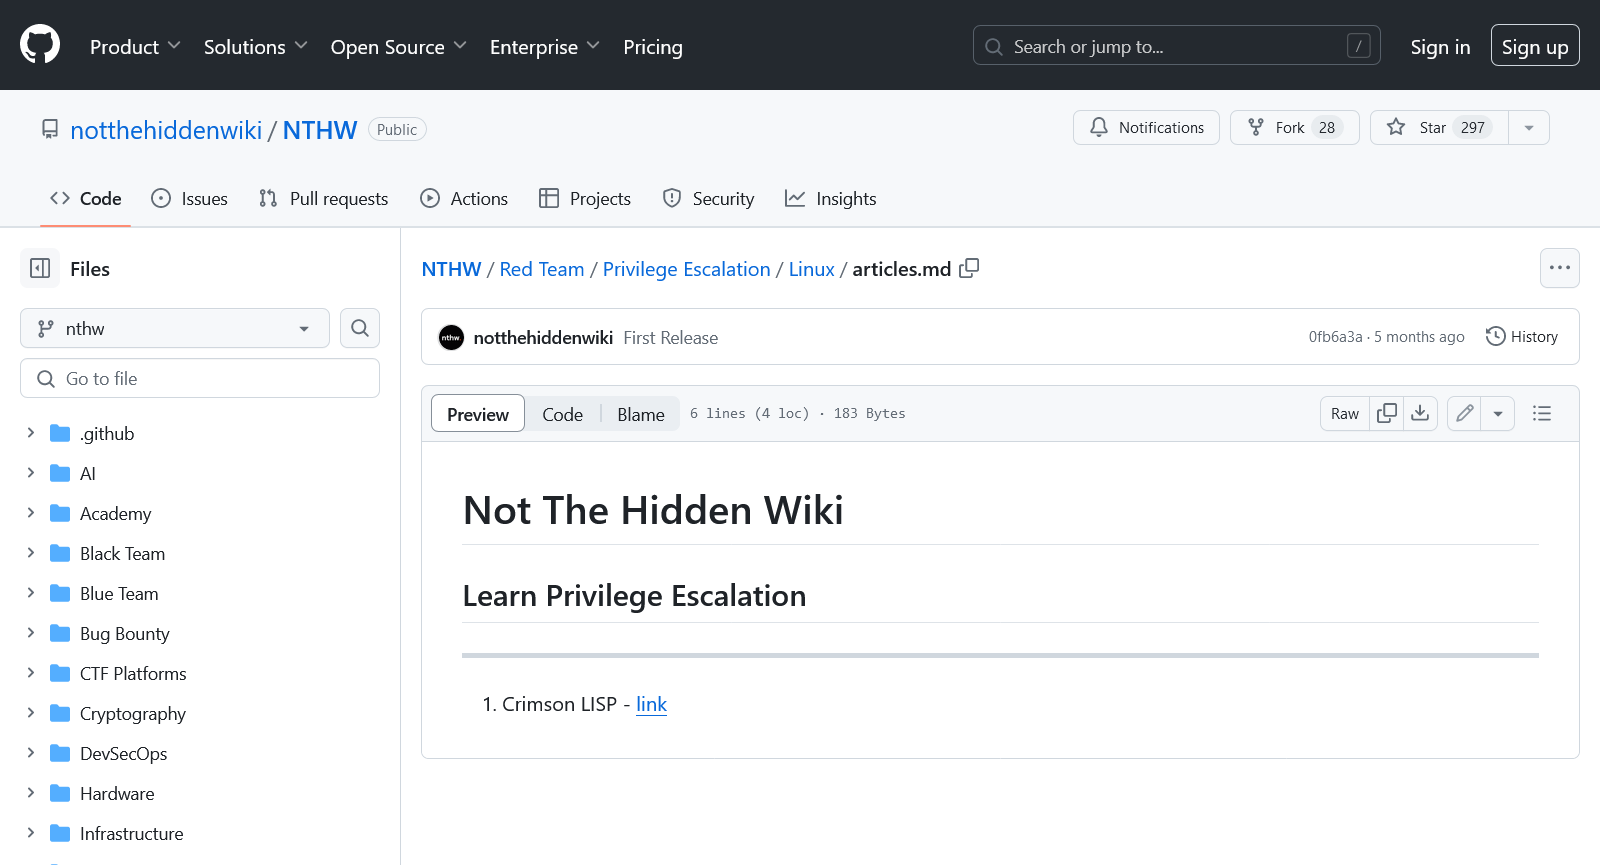 Product Solutions Open Source Enterprise Pricing Search or jump to... / Sign in Sign up
notthehiddenwiki / NTHW Public Notifications Fork 28 Star 297
Code Issues Pull requests Actions Projects Security Insights
Files
nthw
Go to file
.github
AI
Academy
Black Team
Blue Team
Bug Bounty
CTF Platforms
Cryptography
DevSecOps
Hardware
Infrastructure
NTHW / Red Team / Privilege Escalation / Linux / articles.md
nthw notthehiddenwiki First Release 0fb6a3a · 5 months ago History
Preview Code Blame 6 lines (4 loc) · 183 Bytes Raw
Not The Hidden Wiki
Learn Privilege Escalation
1. Crimson LISP - link